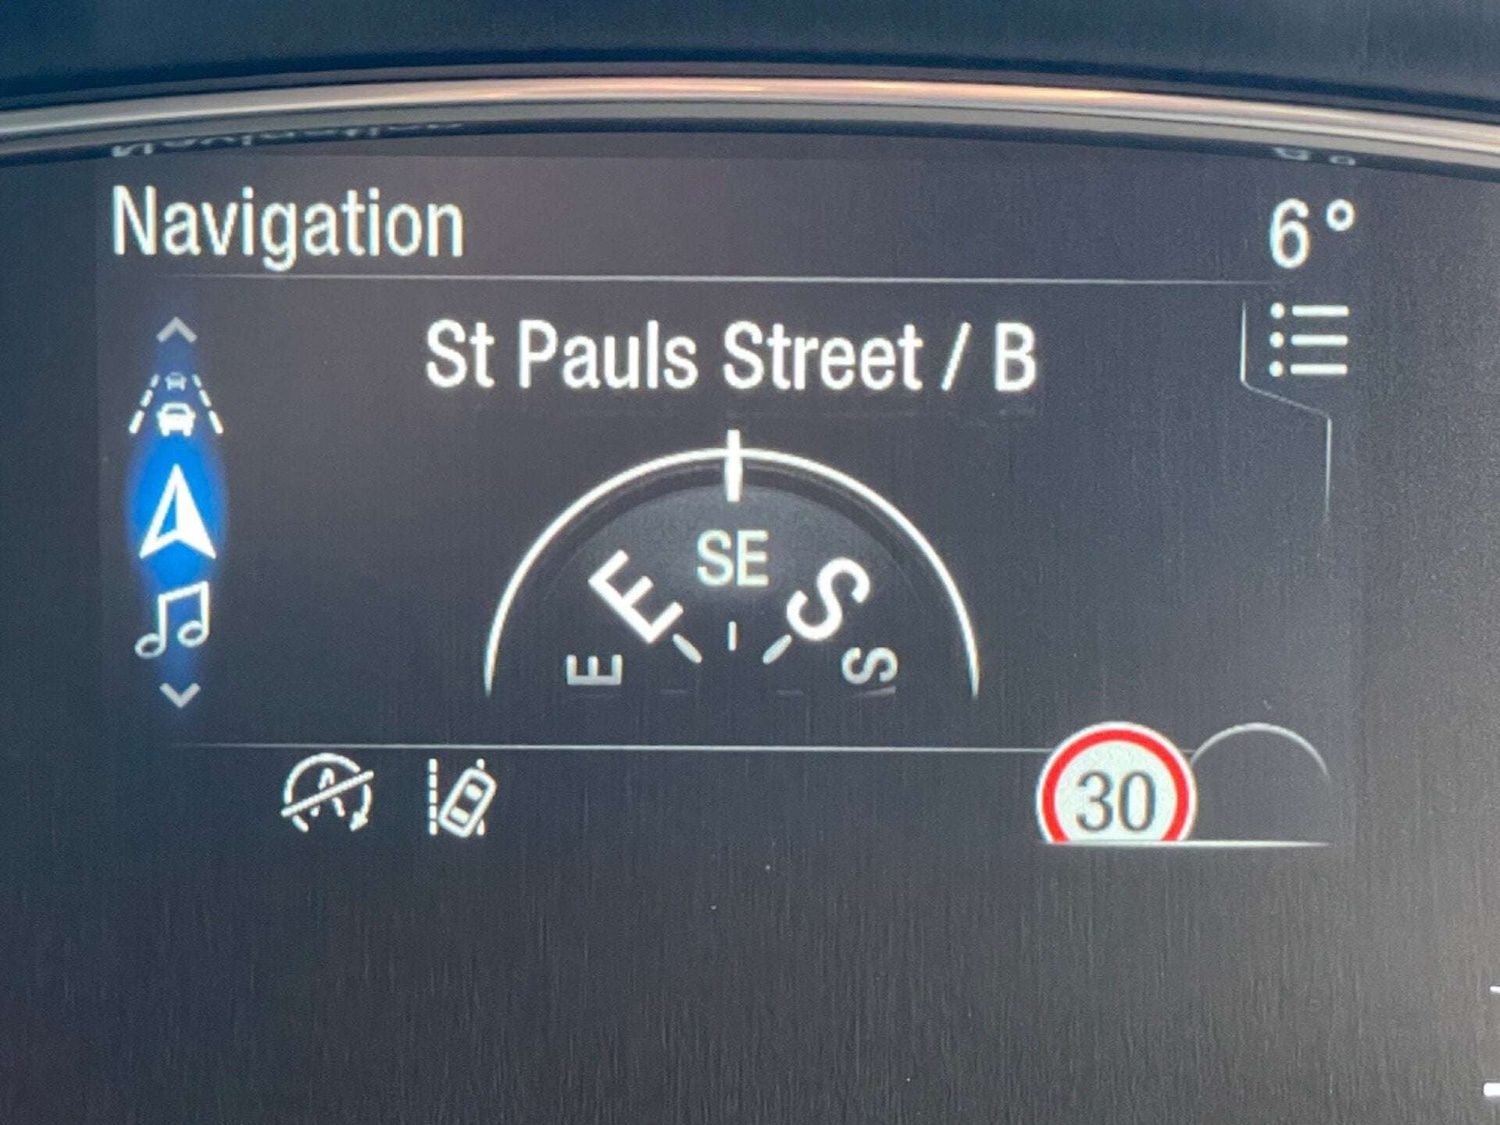 Navigation
6°
St Pauls Street / B
SE
E S
E S
30